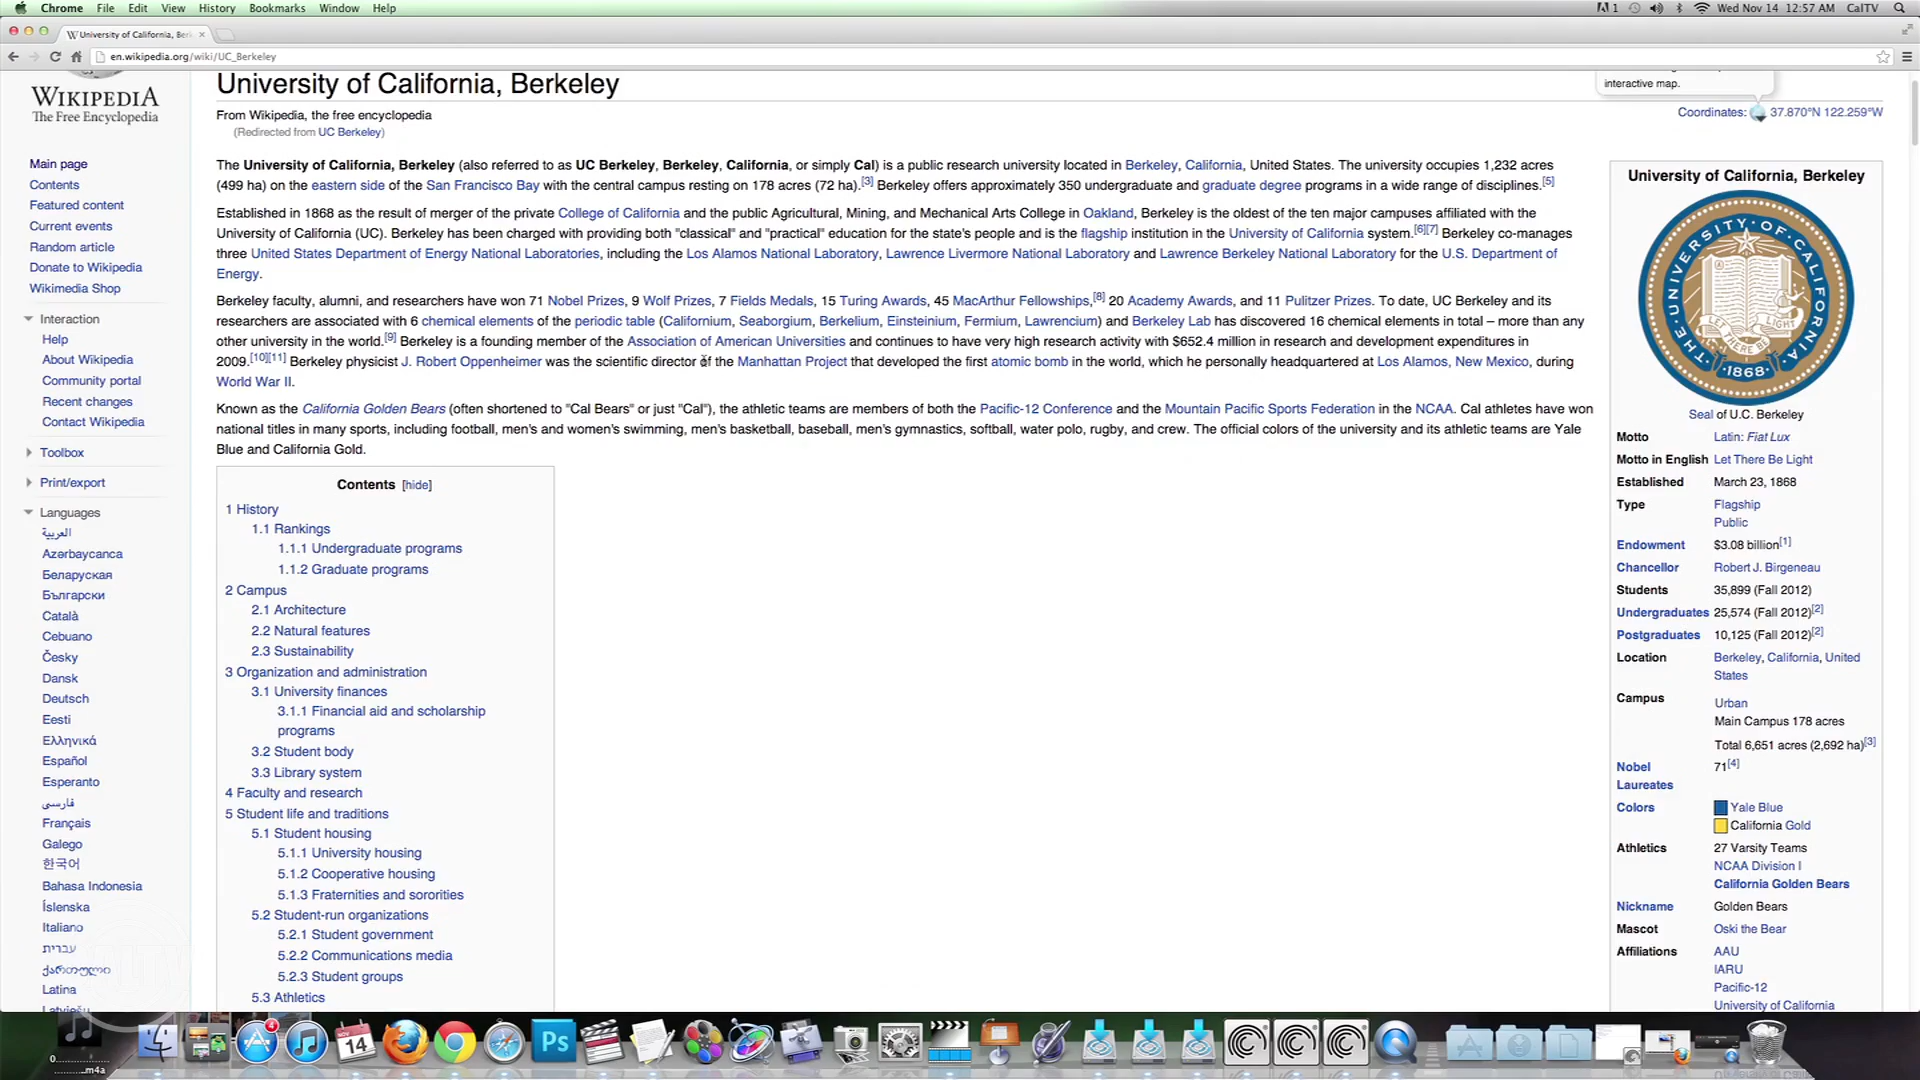 Chrome File Edit View History Bookmarks Window Help
1 Wed Nov 14 12:57 AM CalTV
University of California, Ber
en.wikipedia.org/wiki/UC_Berkeley
WIKIPEDIA
The Free Encyclopedia
Main page
Contents
Featured content
Current events
Random article
Donate to Wikipedia
Wikimedia Shop
Interaction
Help
About Wikipedia
Community portal
Recent changes
Contact Wikipedia
Toolbox
Print/export
Languages
العربية
Azərbaycanca
Беларуская
Български
Català
Cebuano
Česky
Dansk
Deutsch
Eesti
Ελληνικά
Español
Esperanto
فارسی
Français
Galego
한국어
Bahasa Indonesia
Íslenska
Italiano
עברית
ქართული
Latina
Latviešu
University of California, Berkeley
From Wikipedia, the free encyclopedia
(Redirected from UC Berkeley)
interactive map.
Coordinates: 37.870°N 122.259°W
The University of California, Berkeley (also referred to as UC Berkeley, Berkeley, California, or simply Cal) is a public research university located in Berkeley, California, United States. The university occupies 1,232 acres
(499 ha) on the eastern side of the San Francisco Bay with the central campus resting on 178 acres (72 ha).[3] Berkeley offers approximately 350 undergraduate and graduate degree programs in a wide range of disciplines.[5]
Established in 1868 as the result of merger of the private College of California and the public Agricultural, Mining, and Mechanical Arts College in Oakland, Berkeley is the oldest of the ten major campuses affiliated with the
University of California (UC). Berkeley has been charged with providing both "classical" and "practical" education for the state's people and is the flagship institution in the University of California system.[6][7] Berkeley co-manages
three United States Department of Energy National Laboratories, including the Los Alamos National Laboratory, Lawrence Livermore National Laboratory and Lawrence Berkeley National Laboratory for the U.S. Department of
Energy.
Berkeley faculty, alumni, and researchers have won 71 Nobel Prizes, 9 Wolf Prizes, 7 Fields Medals, 15 Turing Awards, 45 MacArthur Fellowships,[8] 20 Academy Awards, and 11 Pulitzer Prizes. To date, UC Berkeley and its
researchers are associated with 6 chemical elements of the periodic table (Californium, Seaborgium, Berkelium, Einsteinium, Fermium, Lawrencium) and Berkeley Lab has discovered 16 chemical elements in total – more than any
other university in the world.[9] Berkeley is a founding member of the Association of American Universities and continues to have very high research activity with $652.4 million in research and development expenditures in
2009.[10][11] Berkeley physicist J. Robert Oppenheimer was the scientific director of the Manhattan Project that developed the first atomic bomb in the world, which he personally headquartered at Los Alamos, New Mexico, during
World War II.
Known as the California Golden Bears (often shortened to "Cal Bears" or just "Cal"), the athletic teams are members of both the Pacific-12 Conference and the Mountain Pacific Sports Federation in the NCAA. Cal athletes have won
national titles in many sports, including football, men's and women's swimming, men's basketball, baseball, men's gymnastics, softball, water polo, rugby, and crew. The official colors of the university and its athletic teams are Yale
Blue and California Gold.
Contents [hide]
1 History
1.1 Rankings
1.1.1 Undergraduate programs
1.1.2 Graduate programs
2 Campus
2.1 Architecture
2.2 Natural features
2.3 Sustainability
3 Organization and administration
3.1 University finances
3.1.1 Financial aid and scholarship
programs
3.2 Student body
3.3 Library system
4 Faculty and research
5 Student life and traditions
5.1 Student housing
5.1.1 University housing
5.1.2 Cooperative housing
5.1.3 Fraternities and sororities
5.2 Student-run organizations
5.2.1 Student government
5.2.2 Communications media
5.2.3 Student groups
5.3 Athletics
University of California, Berkeley
THE·UNIVERSITY·OF·CALIFORNIA
LET THERE BE LIGHT
·1868·
Seal of U.C. Berkeley
Motto Latin: Fiat Lux
Motto in English Let There Be Light
Established March 23, 1868
Type Flagship
Public
Endowment $3.08 billion[1]
Chancellor Robert J. Birgeneau
Students 35,899 (Fall 2012)
Undergraduates 25,574 (Fall 2012)[2]
Postgraduates 10,125 (Fall 2012)[2]
Location Berkeley, California, United
States
Campus Urban
Main Campus 178 acres
Total 6,651 acres (2,692 ha)[3]
Nobel 71[4]
Laureates
Colors Yale Blue
California Gold
Athletics 27 Varsity Teams
NCAA Division I
California Golden Bears
Nickname Golden Bears
Mascot Oski the Bear
Affiliations AAU
IARU
Pacific-12
University of California
4
NOV
14
Ps